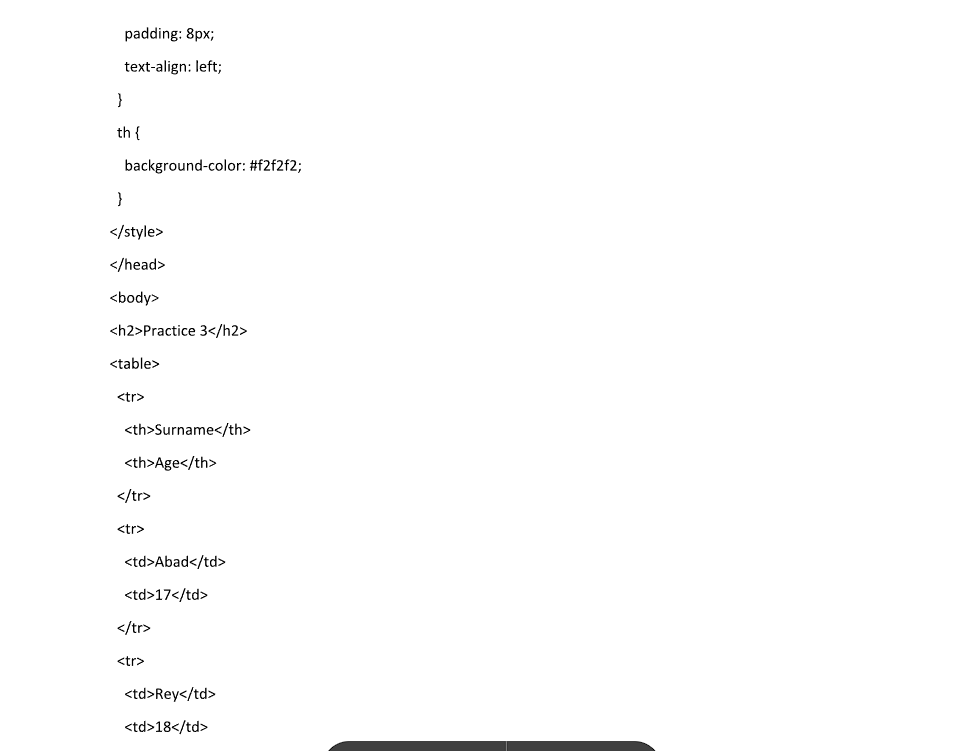 padding: 8px;
text-align: left;
}
th {
background-color: #f2f2f2;
}
</style>
</head>
<body>
<h2>Practice 3</h2>
<table>
<tr>
<th>Surname</th>
<th>Age</th>
</tr>
<tr>
<td>Abad</td>
<td>17</td>
</tr>
<tr>
<td>Rey</td>
<td>18</td>